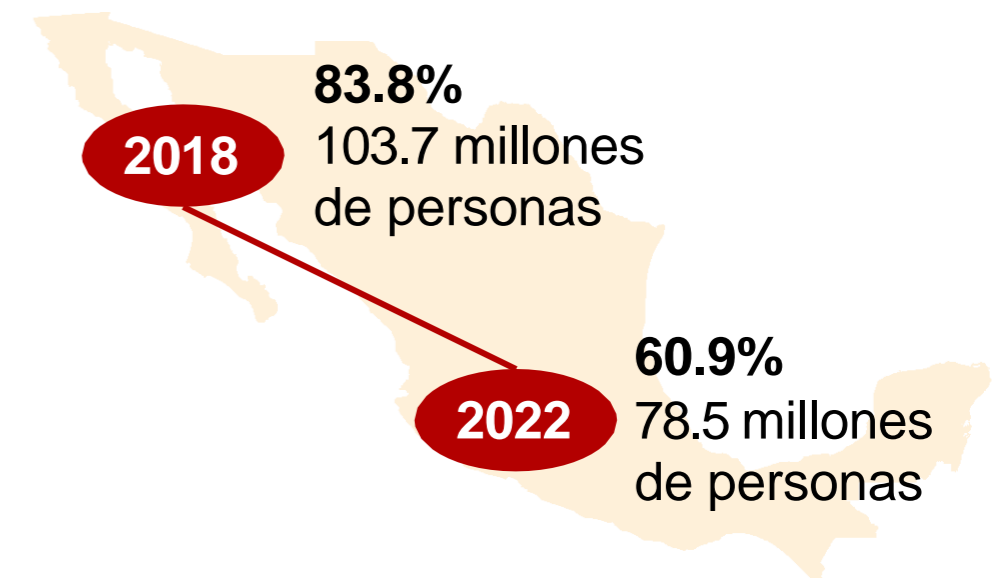 2018
83.8%
103.7 millones
de personas
2022
60.9%
78.5 millones
de personas